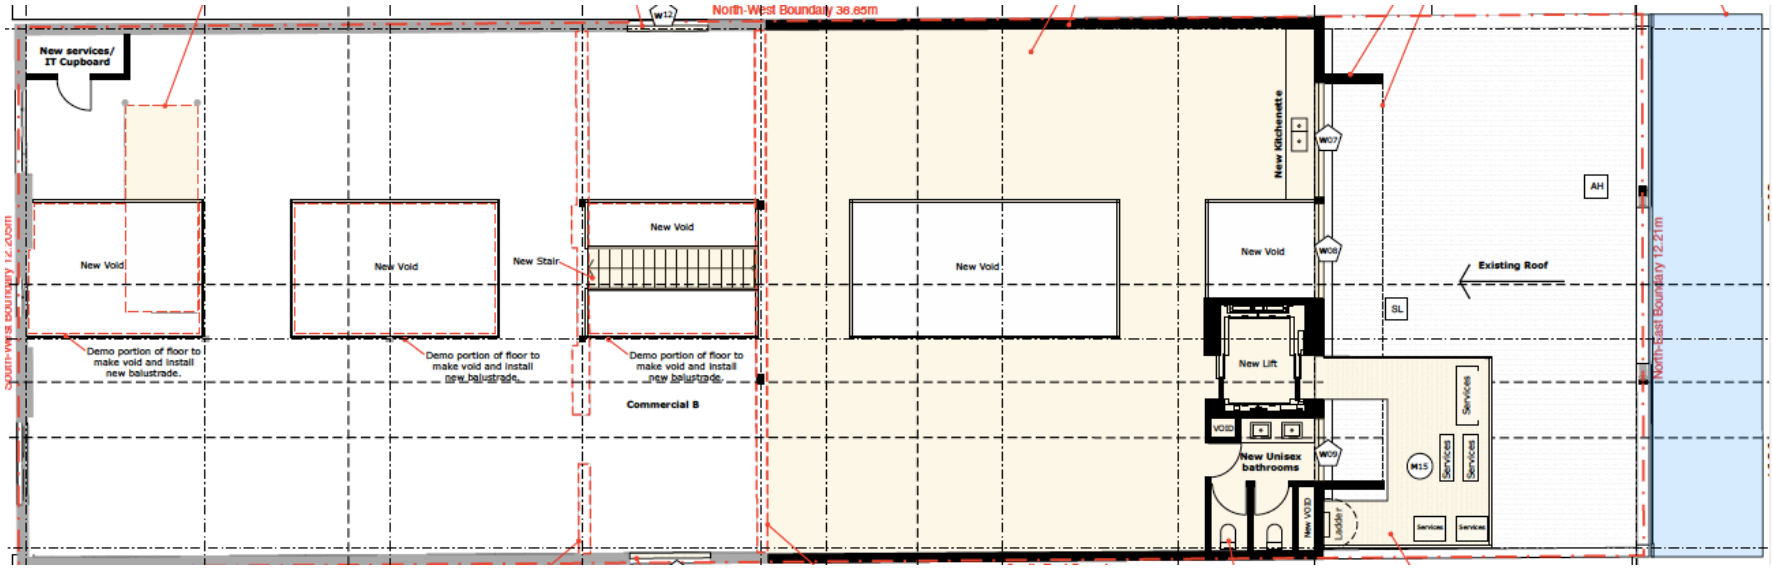 North-West Boundary 36.65m
W12
New services/
IT Cupboard
New Kitchenette
W07
AH
South-West Boundary 12.205m
New Void
New Void
New Void
New Stair
New Void
New Void
W08
Existing Roof
North-East Boundary 12.21m
SL
Demo portion of floor to
make void and install
new balustrade.
Demo portion of floor to
make void and install
new balustrade.
Demo portion of floor to
make void and install
new balustrade.
New Lift
Commercial B
VOID
New Unisex
bathrooms
W09
M15
Services
Services
Services
New VOID
Ladder
Services
Services